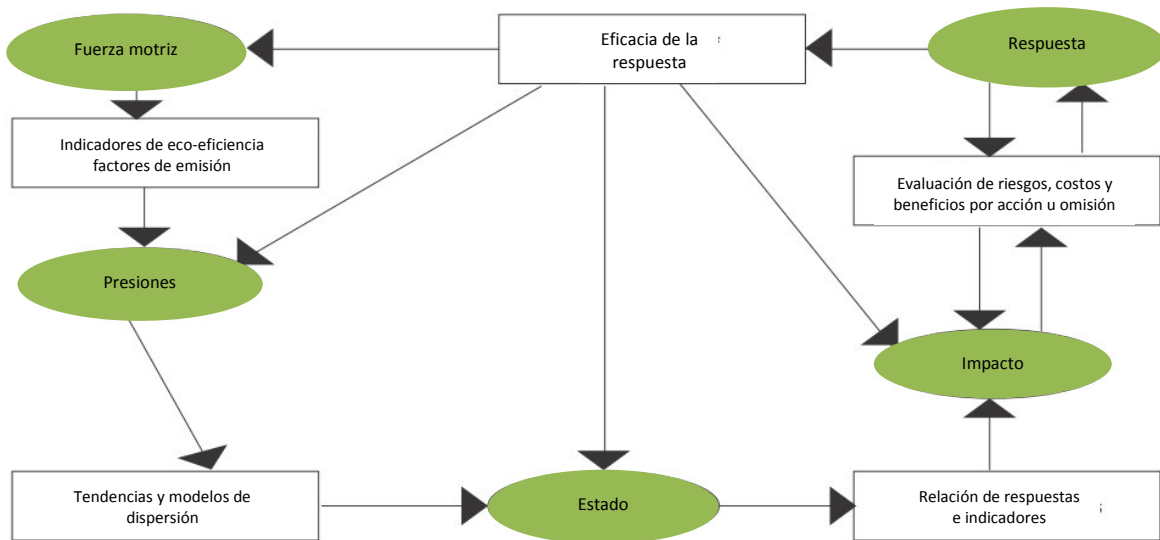 Fuerza motriz
Eficacia de la
respuesta
Respuesta
Indicadores de eco-eficiencia
factores de emisión
Evaluación de riesgos, costos y
beneficios por acción u omisión
Presiones
Impacto
Tendencias y modelos de
dispersión
Estado
Relación de respuestas
e indicadores